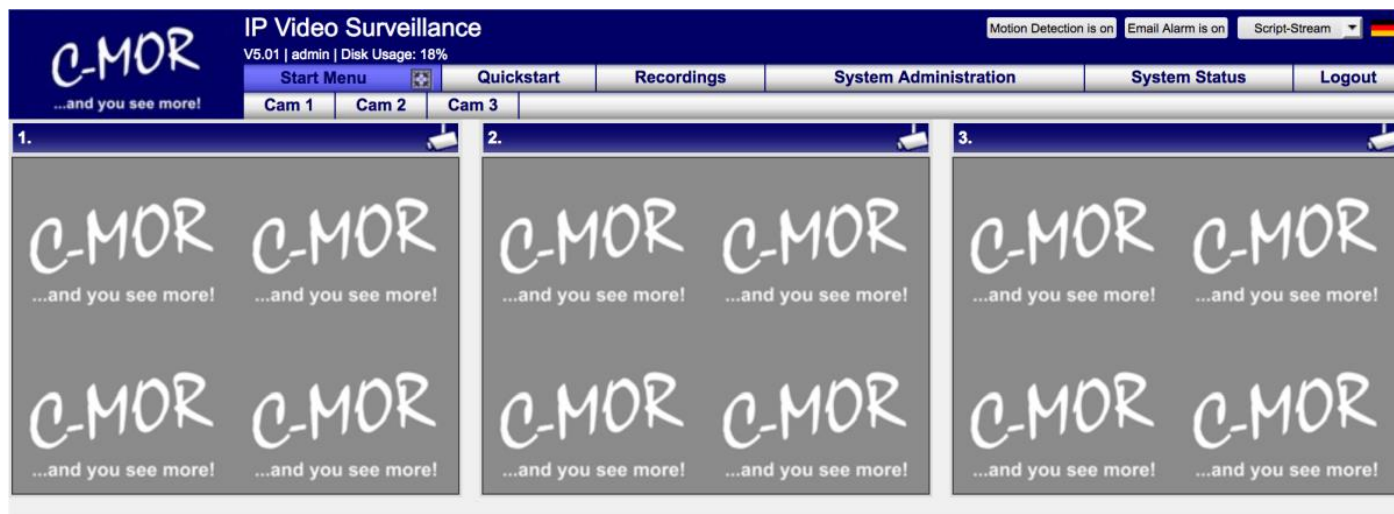 C-MOR
...and you see more!
IP Video Surveillance
V5.01 | admin | Disk Usage: 18%
Motion Detection is on Email Alarm is on Script-Stream
Start Menu Quickstart Recordings System Administration System Status Logout
Cam 1 Cam 2 Cam 3
1. 2. 3.
C-MOR C-MOR C-MOR C-MOR C-MOR C-MOR
...and you see more! ...and you see more! ...and you see more! ...and you see more! ...and you see more! ...and you see more!
C-MOR C-MOR C-MOR C-MOR C-MOR C-MOR
...and you see more! ...and you see more! ...and you see more! ...and you see more! ...and you see more! ...and you see more!